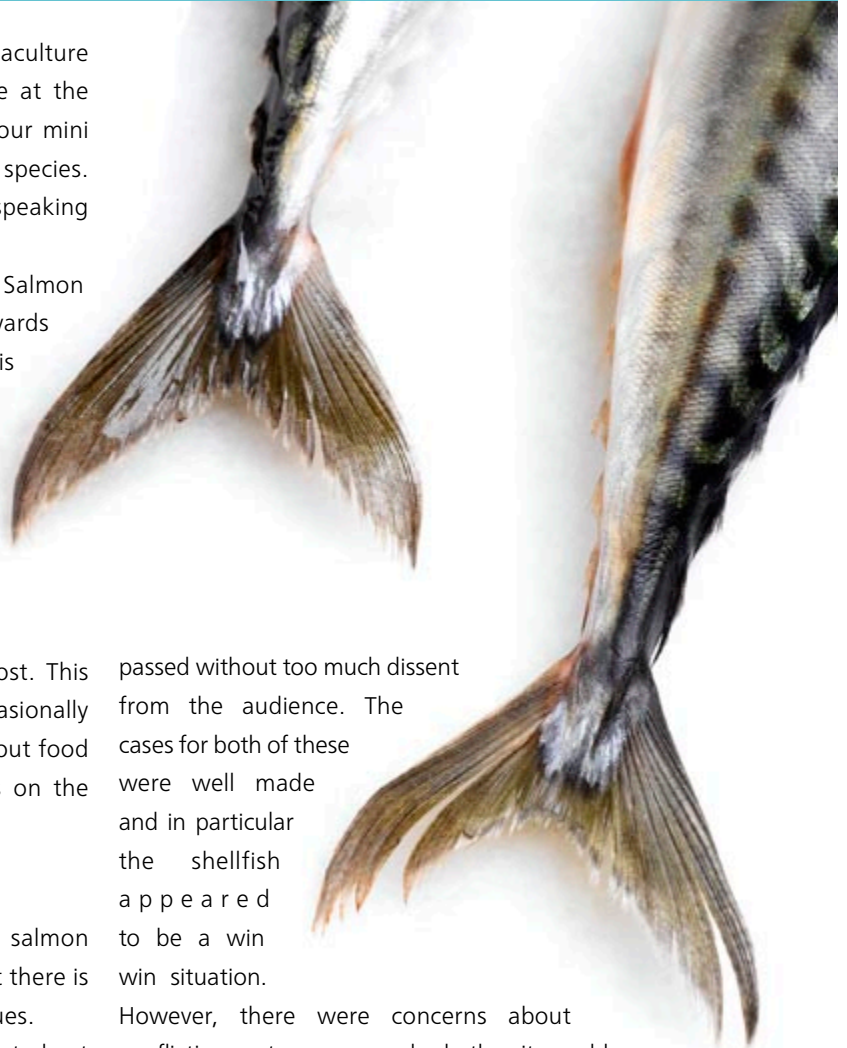 aculture
e at the
our mini
species.
speaking
Salmon
vards
is
ost. This
asionally
out food
s on the
salmon
t there is
ues.
passed without too much dissent
from the audience. The
cases for both of these
were well made
and in particular
the shellfish
appeared
to be a win
win situation.
However, there were concerns about